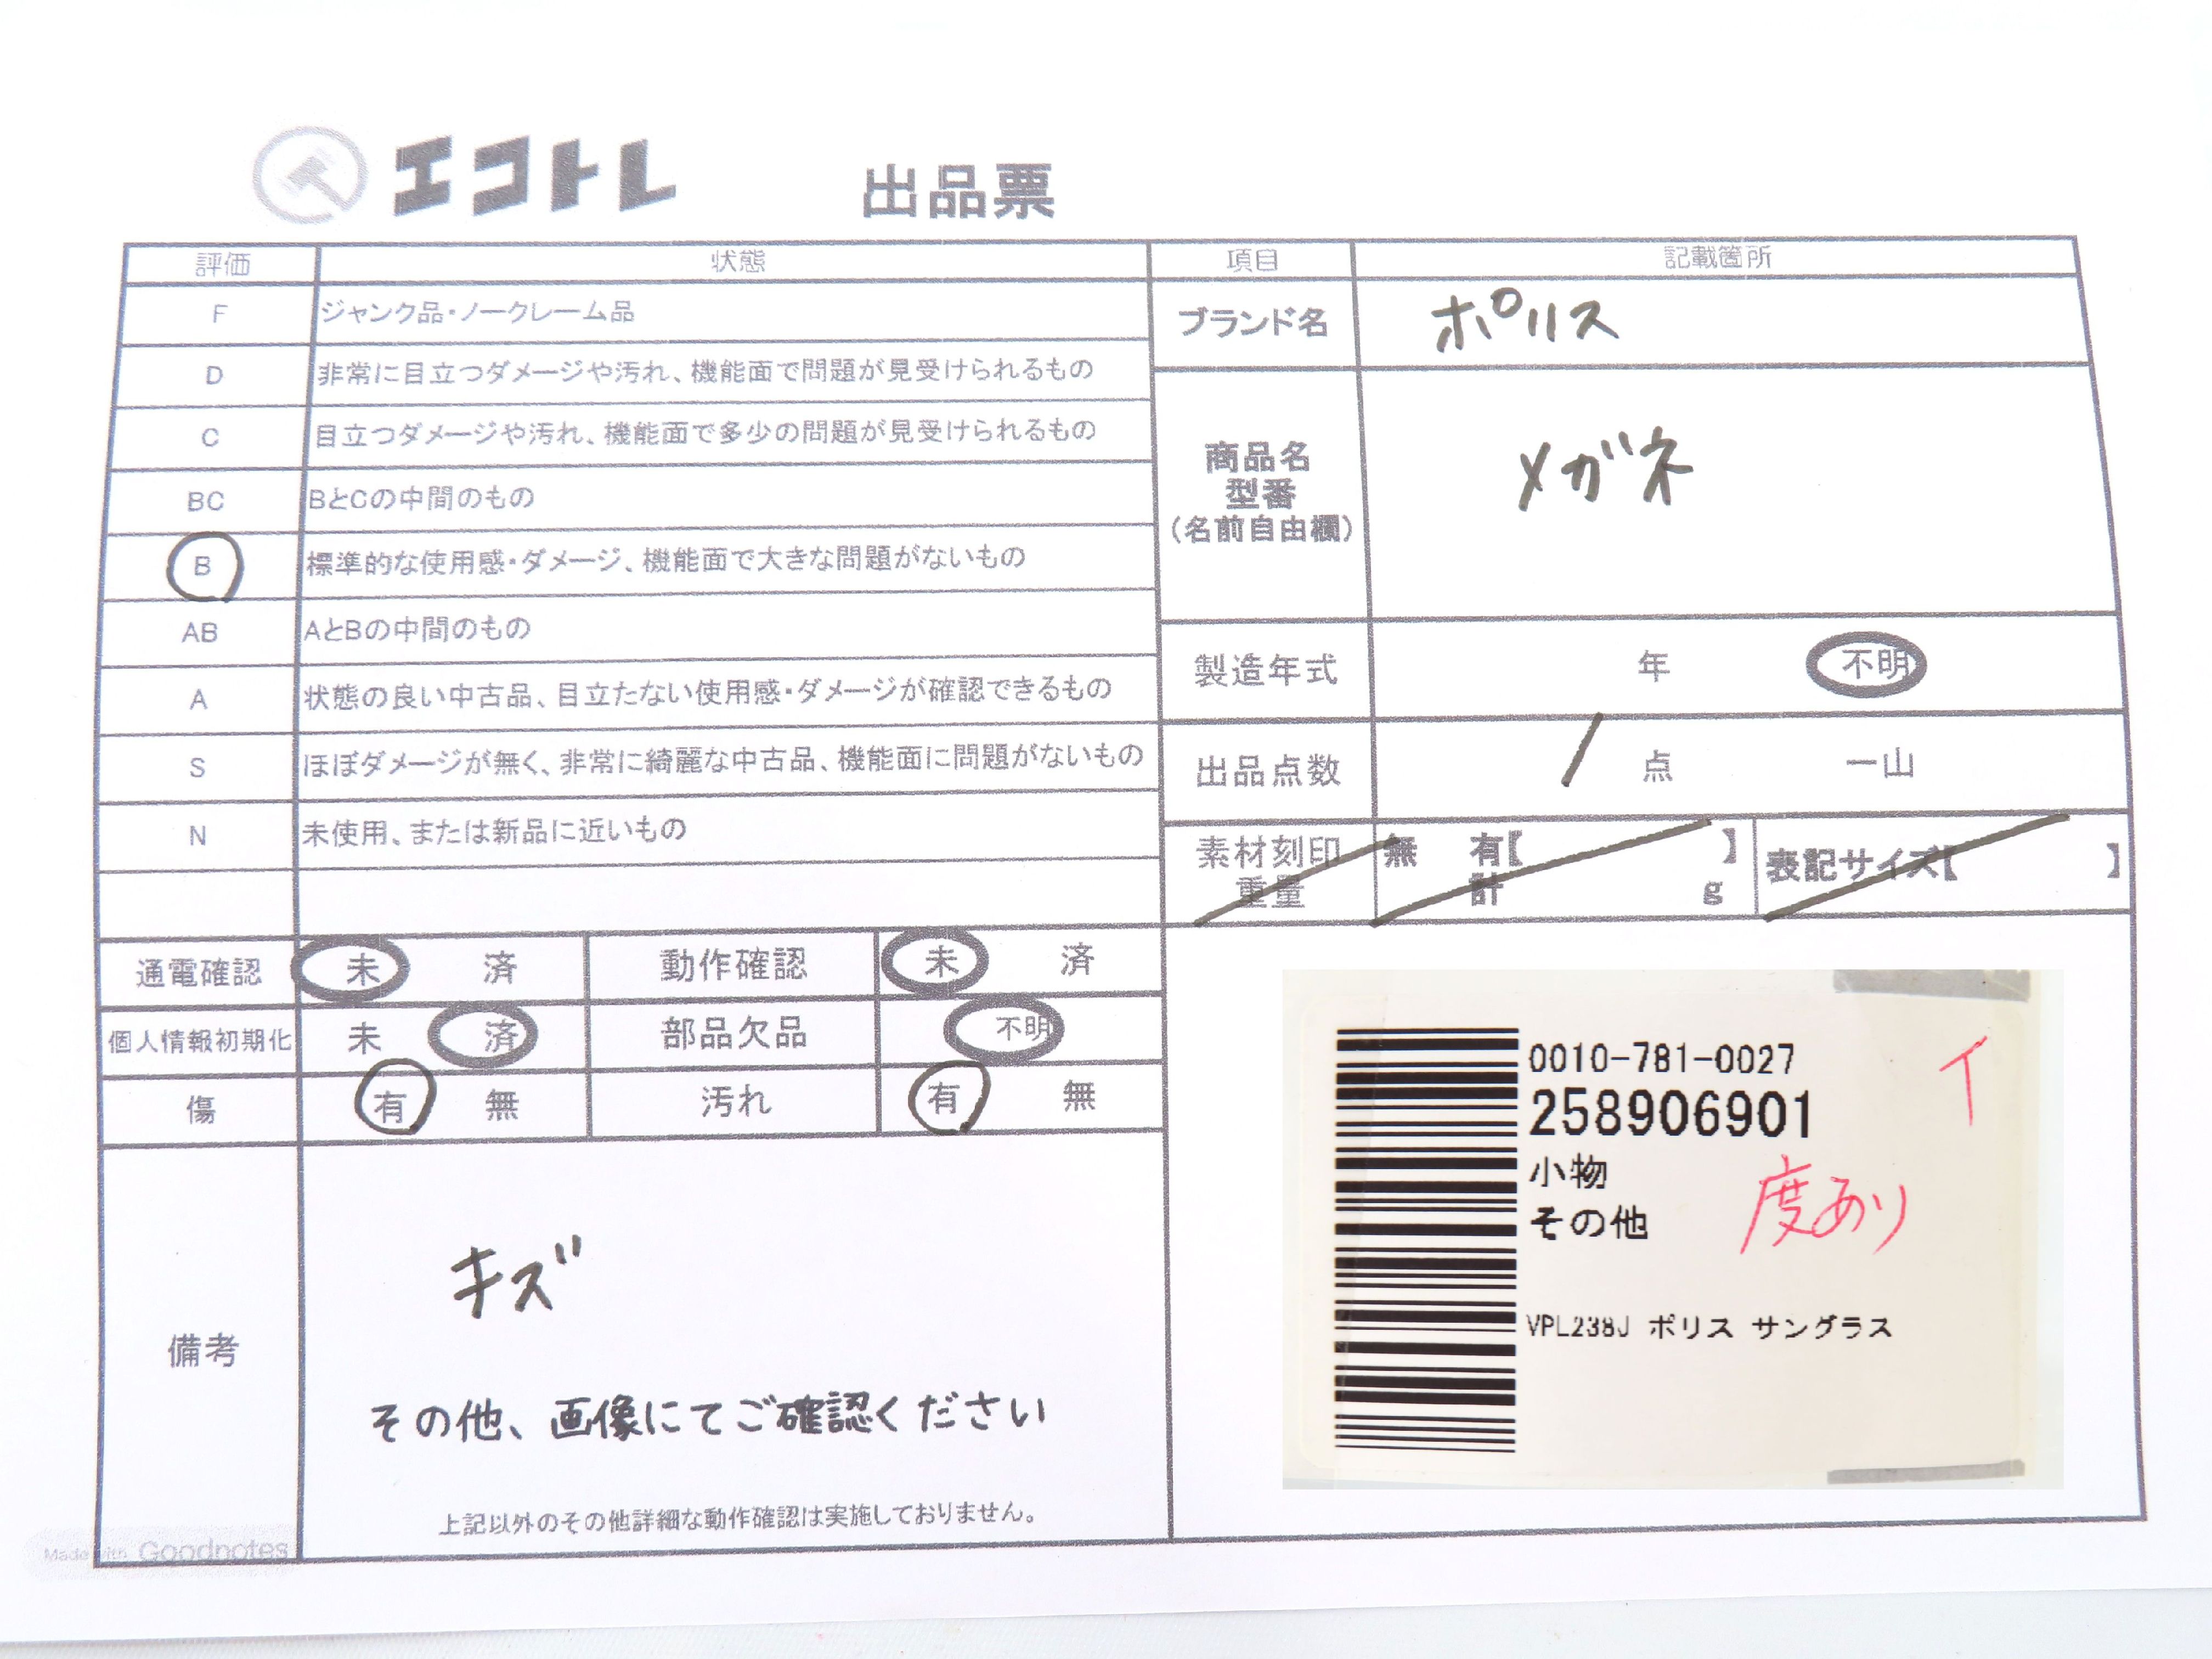 エコトレ 出品票
評価 状態
F ジャンク品・ノークレーム品
D 非常に目立つダメージや汚れ、機能面で問題が見受けられるもの
C 目立つダメージや汚れ、機能面で多少の問題が見受けられるもの
BC BとCの中間のもの
B 標準的な使用感・ダメージ、機能面で大きな問題がないもの
AB AとBの中間のもの
A 状態の良い中古品、目立たない使用感・ダメージが確認できるもの
S ほぼダメージが無く、非常に綺麗な中古品、機能面に問題がないもの
N 未使用、または新品に近いもの
通電確認 未 済 動作確認 未 済
個人情報初期化 未 済 部品欠品 不明
傷 有 無 汚れ 有 無
備考
キズ
その他、画像にてご確認ください
上記以外のその他詳細な動作確認は実施しておりません。
Made with Goodnotes
項目 記載箇所
ブランド名 ポリス
商品名
型番
(名前自由欄)
メガネ
製造年式 年 不明
出品点数 1 点 一山
素材刻印 無 有【 】 表記サイズ【 】
重量 計 g
0010-781-0027
258906901
小物
その他
度あり
VPL238J ポリス サングラス
イ